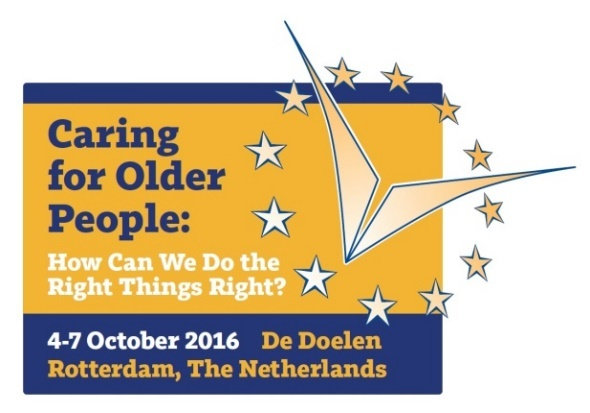 Caring
for Older
People:
How Can We Do the
Right Things Right?
4-7 October 2016 De Doelen
Rotterdam, The Netherlands